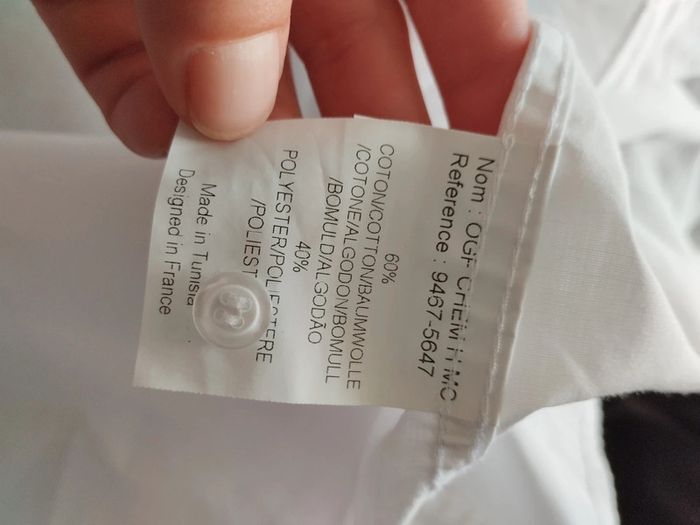 Nom : OGF CHEM H MC
Reference : 9467-5647
60%
COTON/COTTON/BAUMWOLLE
/COTONE/ALGODON/BOMULL
/BOMULD/ALGODÃO
40%
POLYESTER/POLIESTERE
/POLIEST
Made in Tunisia
Designed in France